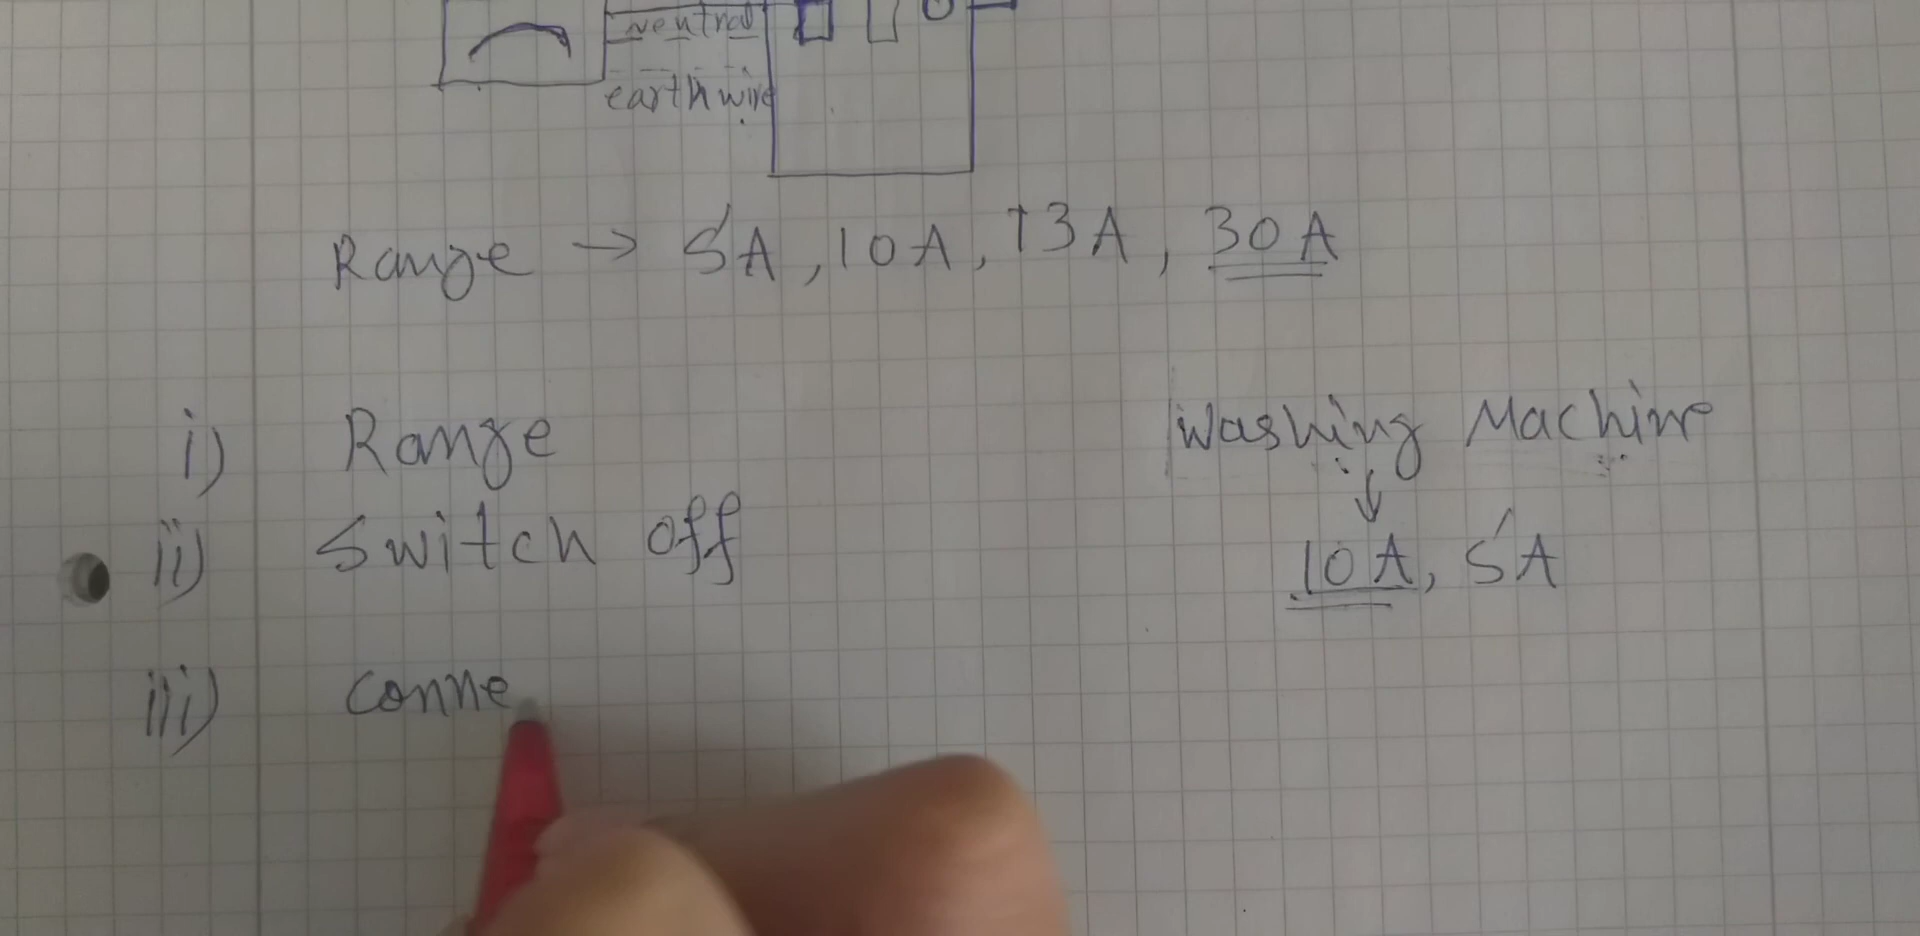 neutral
earth wire
Range → 5A, 10A, 13A, 30A
i) Range
Washing Machine
ii) Switch off
↓
10A, 5A
iii) conne